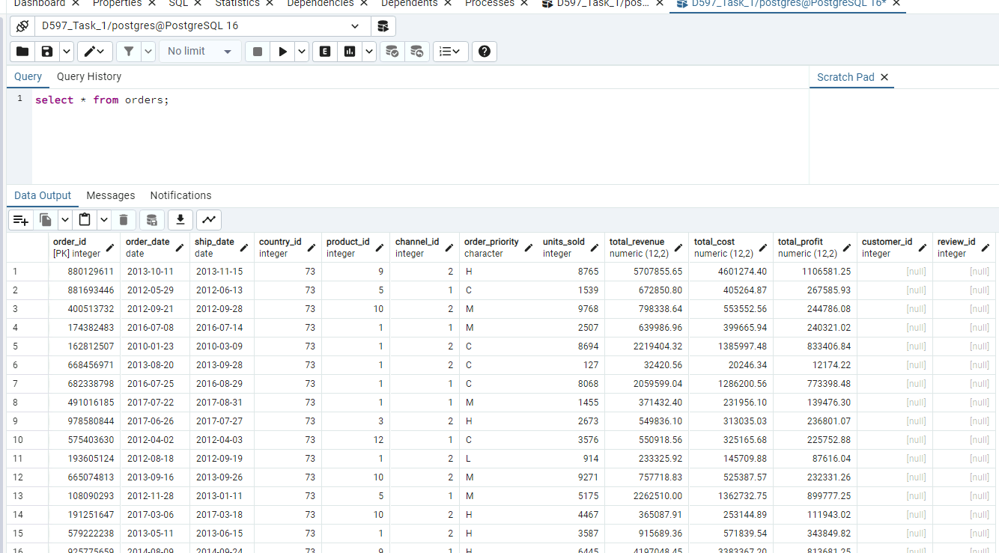 Dashboard Properties SQL Statistics Dependencies Dependents Processes D597_Task_1/pos... D597_Task_1/postgres@PostgreSQL 16*
D597_Task_1/postgres@PostgreSQL 16
No limit E
Query Query History Scratch Pad
1 select * from orders;
Data Output Messages Notifications
order_id order_date ship_date country_id product_id channel_id order_priority units_sold total_revenue total_cost total_profit customer_id review_id
[PK] integer date date integer integer integer character integer numeric (12,2) numeric (12,2) numeric (12,2) integer integer
1 880129611 2013-10-11 2013-11-15 73 9 2 H 8765 5707855.65 4601274.40 1106581.25 [null] [null]
2 881693446 2012-05-29 2012-06-13 73 5 1 C 1539 672850.80 405264.87 267585.93 [null] [null]
3 400513732 2012-09-21 2012-09-28 73 10 2 M 9768 798338.64 553552.56 244786.08 [null] [null]
4 174382483 2016-07-08 2016-07-14 73 1 1 M 2507 639986.96 399665.94 240321.02 [null] [null]
5 162812507 2010-01-23 2010-03-09 73 1 2 C 8694 2219404.32 1385997.48 833406.84 [null] [null]
6 668456971 2013-08-20 2013-09-28 73 1 2 C 127 32420.56 20246.34 12174.22 [null] [null]
7 682338798 2016-07-25 2016-08-29 73 1 1 C 8068 2059599.04 1286200.56 773398.48 [null] [null]
8 491016185 2017-07-22 2017-08-31 73 1 1 M 1455 371432.40 231956.10 139476.30 [null] [null]
9 978580844 2017-06-26 2017-07-27 73 3 2 H 2673 549836.10 313035.03 236801.07 [null] [null]
10 575403630 2012-04-02 2012-04-03 73 12 1 C 3576 550918.56 325165.68 225752.88 [null] [null]
11 193605124 2012-08-18 2012-09-19 73 1 2 L 914 233325.92 145709.88 87616.04 [null] [null]
12 665074813 2013-09-16 2013-09-26 73 10 2 M 9271 757718.83 525387.57 232331.26 [null] [null]
13 108090293 2012-11-28 2013-01-11 73 5 1 M 5175 2262510.00 1362732.75 899777.25 [null] [null]
14 191251647 2017-03-06 2017-03-18 73 10 2 H 4467 365087.91 253144.89 111943.02 [null] [null]
15 579222238 2013-05-11 2013-06-15 73 1 2 H 3587 915689.36 571839.54 343849.82 [null] [null]
16 925775659 2014-08-09 2014-09-24 73 9 1 H 6445 4197048.45 3383367.20 813681.25 [null] [null]